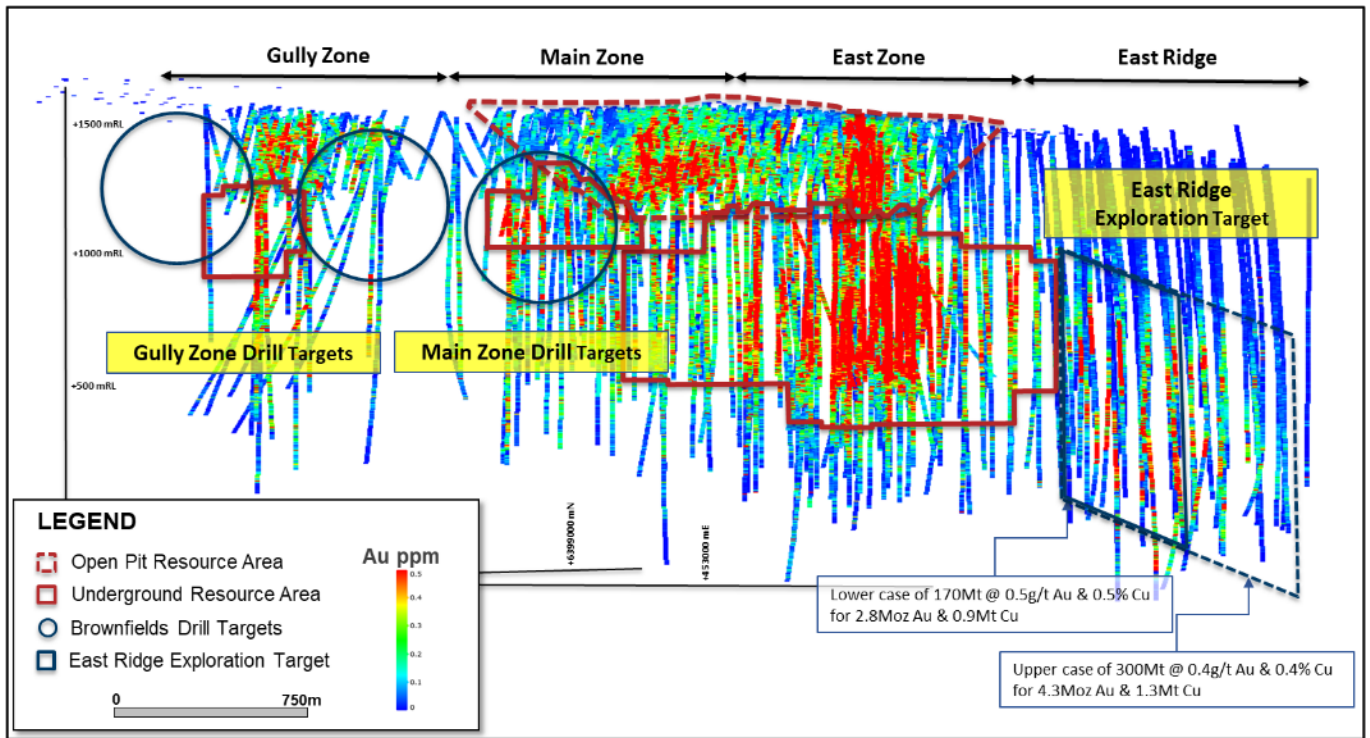 Gully Zone
Main Zone
East Zone
East Ridge
+1500 mRL
+1000 mRL
+500 mRL
East Ridge
Exploration Target
Gully Zone Drill Targets
Main Zone Drill Targets
+6399000 mN
+453000 mE
LEGEND
Open Pit Resource Area
Underground Resource Area
Brownfields Drill Targets
East Ridge Exploration Target
0
750m
Au ppm
0.5
0.4
0.3
0.2
0.1
0
Lower case of 170Mt @ 0.5g/t Au & 0.5% Cu
for 2.8Moz Au & 0.9Mt Cu
Upper case of 300Mt @ 0.4g/t Au & 0.4% Cu
for 4.3Moz Au & 1.3Mt Cu